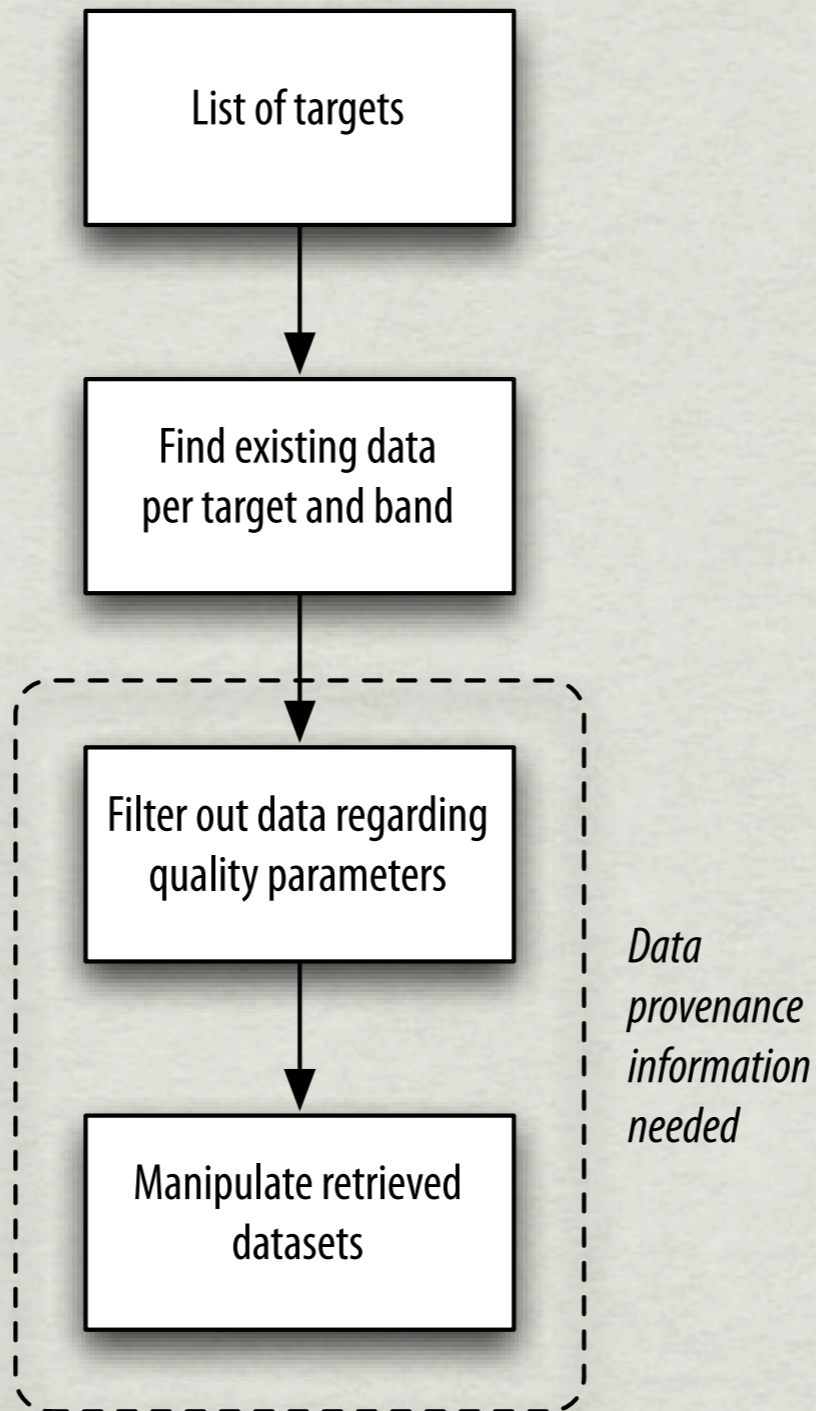 List of targets
Find existing data
per target and band
Filter out data regarding
quality parameters
Data
provenance
information
needed
Manipulate retrieved
datasets